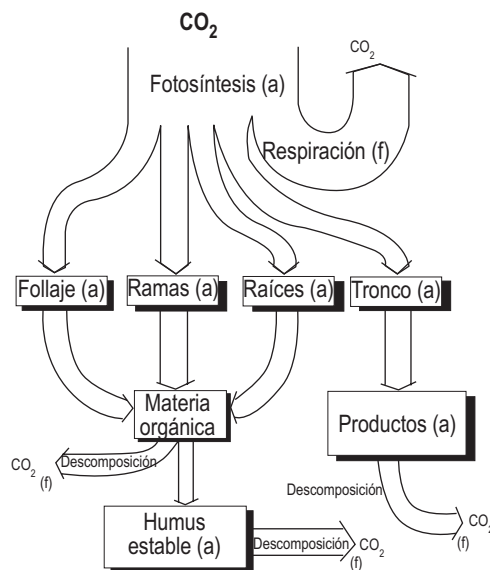 CO2
CO2
Fotosíntesis (a)
Respiración (f)
Follaje (a)
Ramas (a)
Raíces (a)
Tronco (a)
Materia
orgánica
Productos (a)
CO2
(f)
Descomposición
Descomposición
CO2
(f)
Humus
estable (a)
Descomposición
CO2
(f)